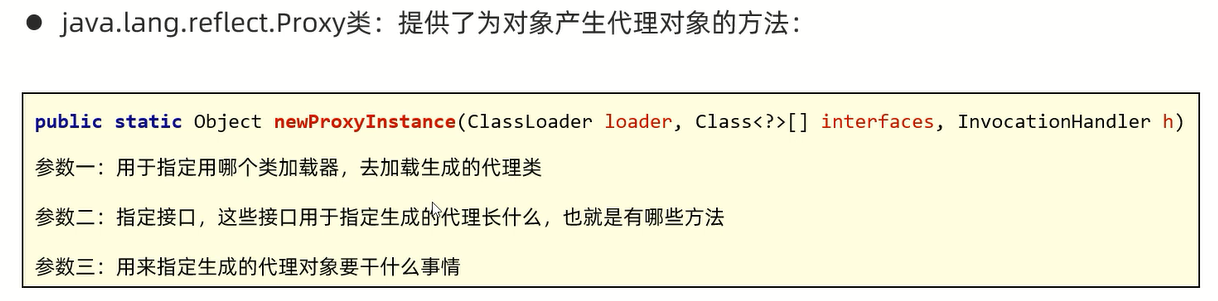 ● java.lang.reflect.Proxy类：提供了为对象产生代理对象的方法：
public static Object newProxyInstance(ClassLoader loader, Class<?>[] interfaces, InvocationHandler h)
参数一：用于指定用哪个类加载器，去加载生成的代理类
参数二：指定接口，这些接口用于指定生成的代理长什么，也就是有哪些方法
参数三：用来指定生成的代理对象要干什么事情